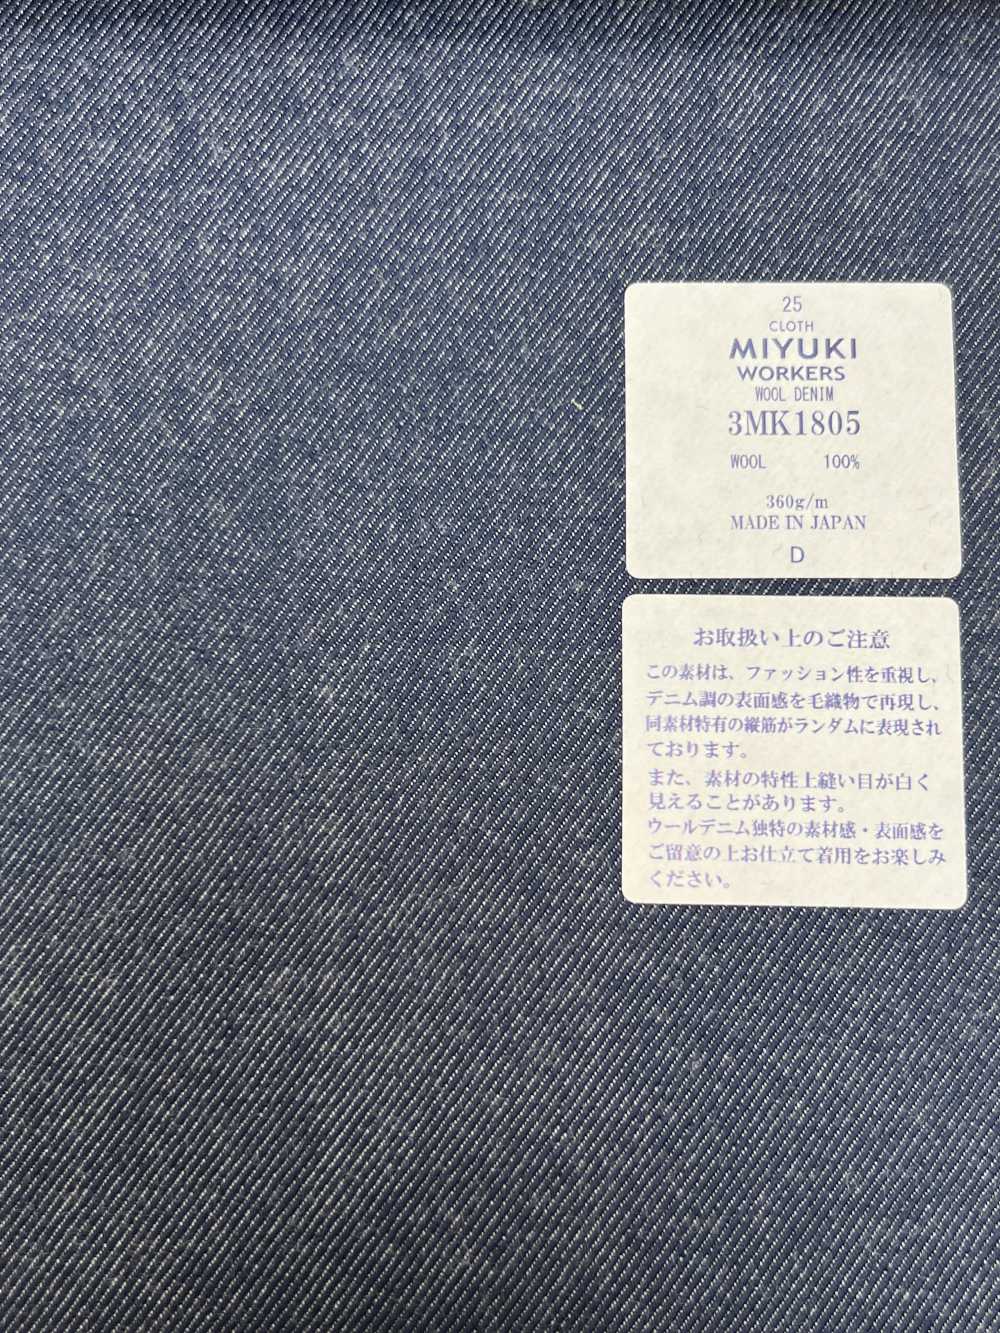 25
CLOTH
MIYUKI
WORKERS
WOOL DENIM
3MK1805
WOOL 100%
360g/m
MADE IN JAPAN
D
お取扱い上のご注意
この素材は、ファッション性を重視し、
デニム調の表面感を毛織物で再現し、
同素材特有の縦筋がランダムに表現され
ております。
また、素材の特性上縫い目が白く
見えることがあります。
ウールデニム独特の素材感・表面感を
ご留意の上お仕立て着用をお楽しみ
ください。